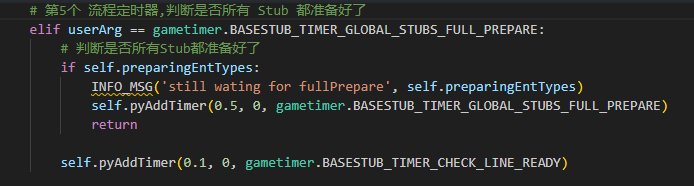 # 第5个 流程定时器,判断是否所有 Stub 都准备好了
elif userArg == gametimer.BASESTUB_TIMER_GLOBAL_STUBS_FULL_PREPARE:
# 判断是否所有Stub都准备好了
if self.preparingEntTypes:
INFO_MSG('still wating for fullPrepare', self.preparingEntTypes)
self.pyAddTimer(0.5, 0, gametimer.BASESTUB_TIMER_GLOBAL_STUBS_FULL_PREPARE)
return
self.pyAddTimer(0.1, 0, gametimer.BASESTUB_TIMER_CHECK_LINE_READY)